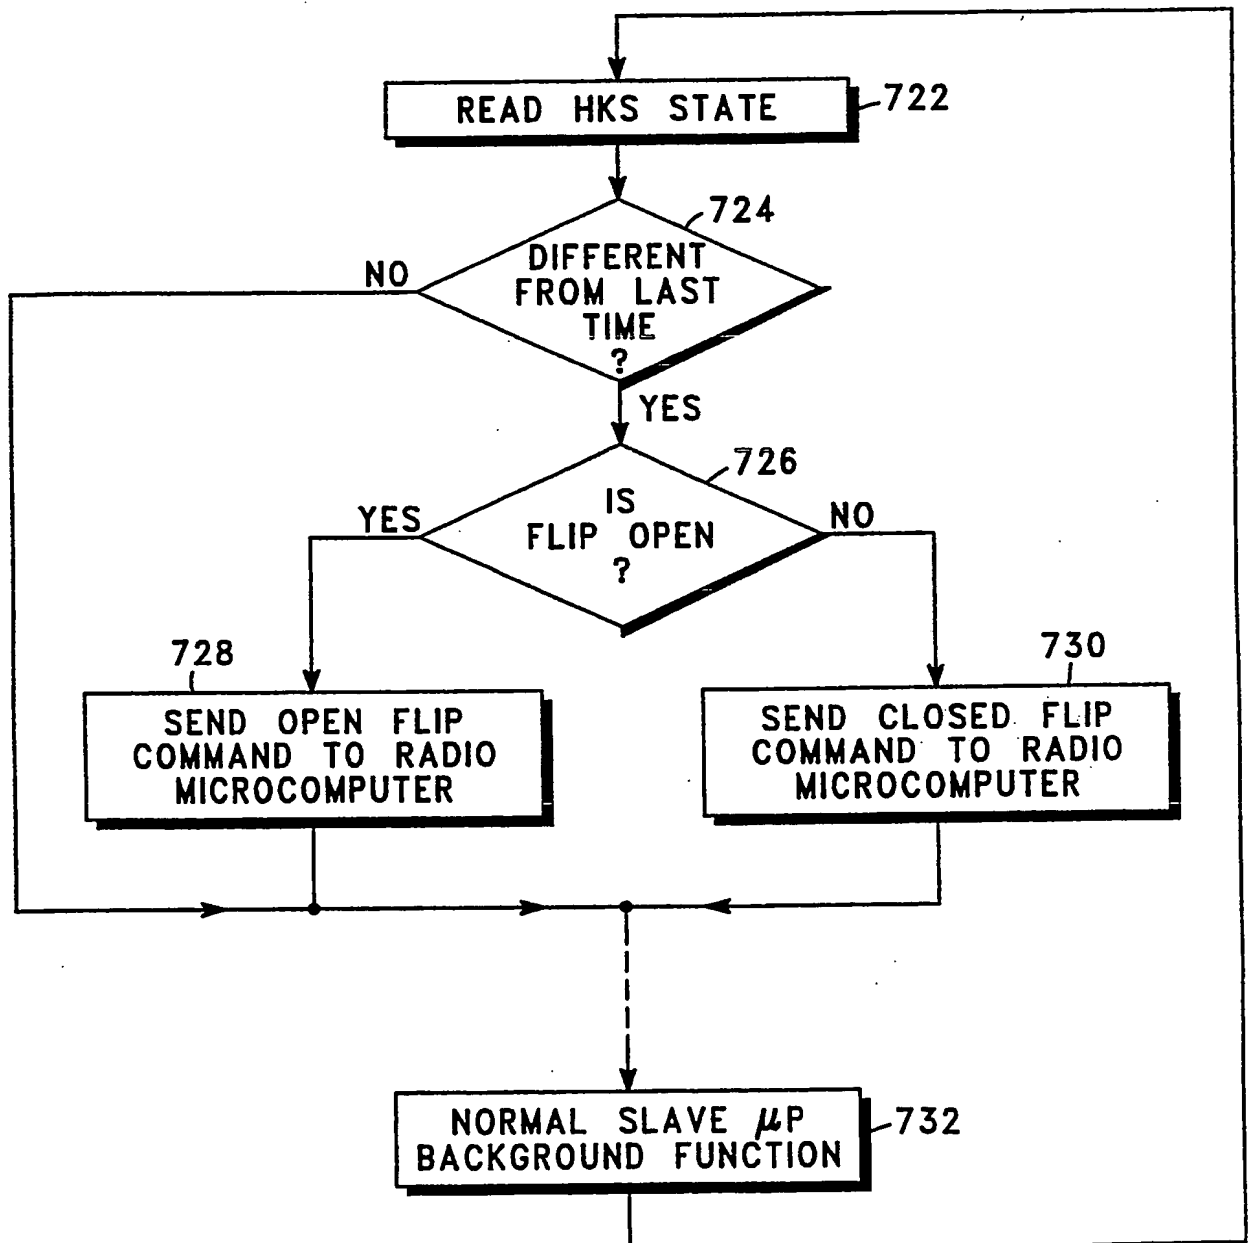 READ HKS STATE
722
724
DIFFERENT
FROM LAST
TIME
?
NO
YES
726
IS
FLIP OPEN
?
YES
NO
728
SEND OPEN FLIP
COMMAND TO RADIO
MICROCOMPUTER
730
SEND CLOSED FLIP
COMMAND TO RADIO
MICROCOMPUTER
NORMAL SLAVE μP
BACKGROUND FUNCTION
732